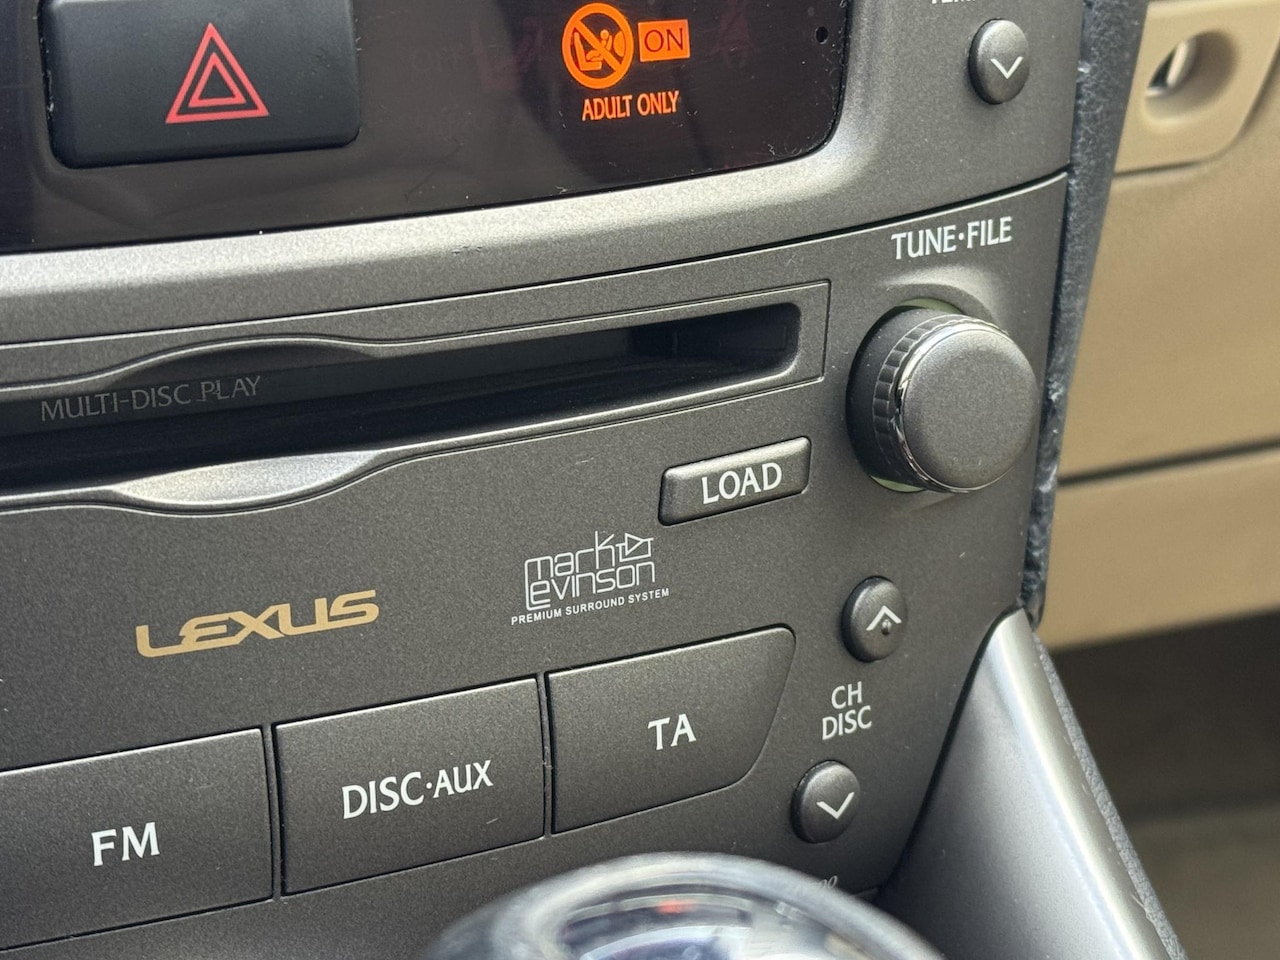 ON
ADULT ONLY
TUNE·FILE
MULTI-DISC PLAY
LOAD
mark
Levinson
PREMIUM SURROUND SYSTEM
LEXUS
CH
DISC
TA
DISC·AUX
FM